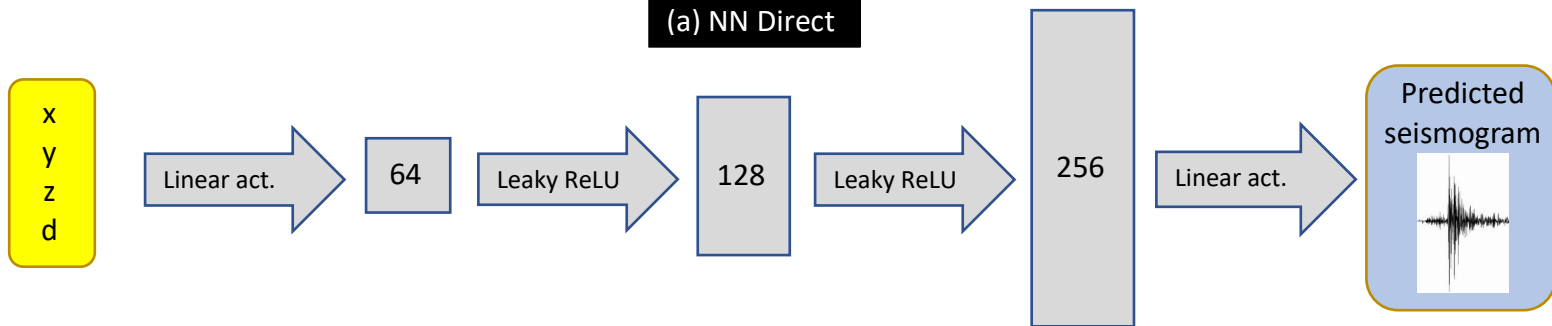 (a) NN Direct
x
y
z
d
Linear act.
64
Leaky ReLU
128
Leaky ReLU
256
Linear act.
Predicted
seismogram